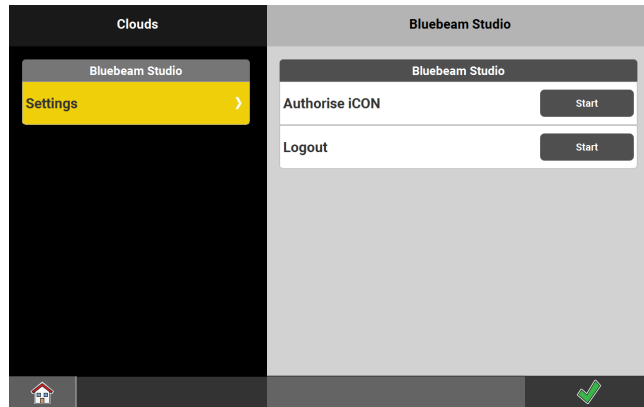 Clouds
Bluebeam Studio
Bluebeam Studio
Settings
Bluebeam Studio
Authorise iCON
Start
Logout
Start